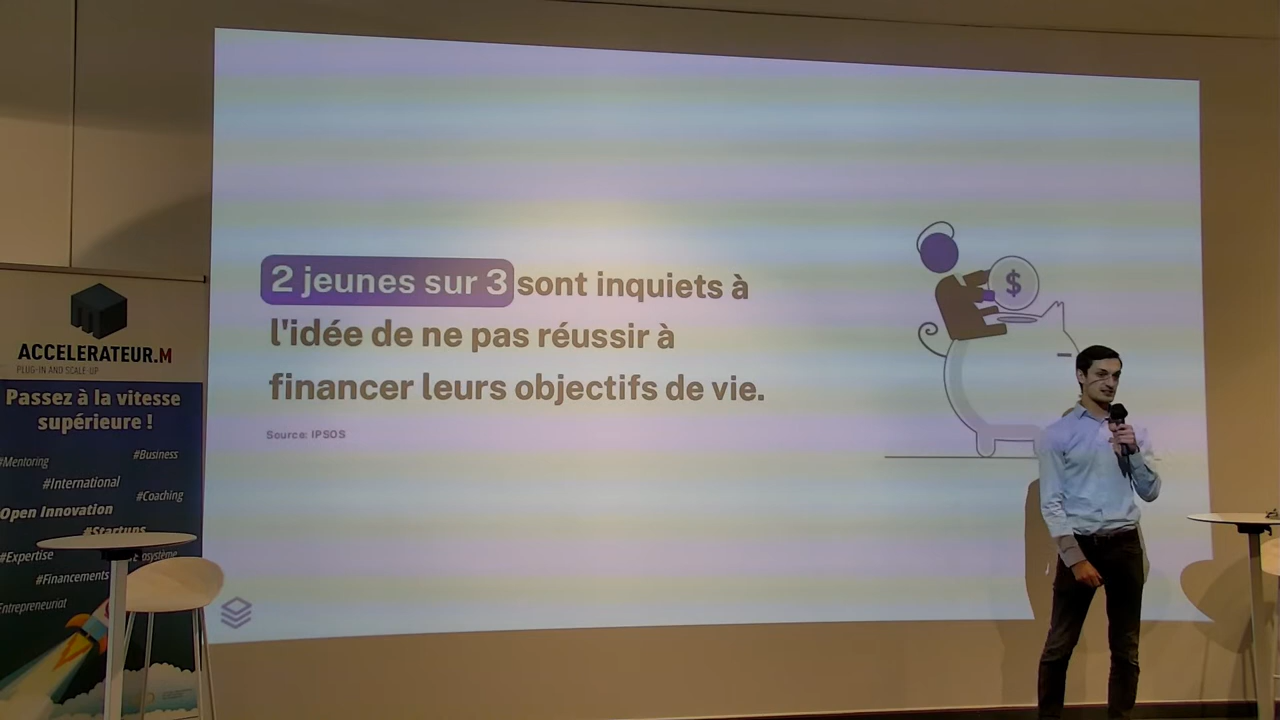 2 jeunes sur 3 sont inquiets à
l'idée de ne pas réussir à
financer leurs objectifs de vie.
Source: IPSOS
$
ACCELERATEUR.M
PLUG-IN AND SCALE-UP
Passez à la vitesse
supérieure !
#Mentoring
#Business
#International
#Coaching
Open Innovation
#Startups
#Expertise
#Financements
Entrepreneuriat